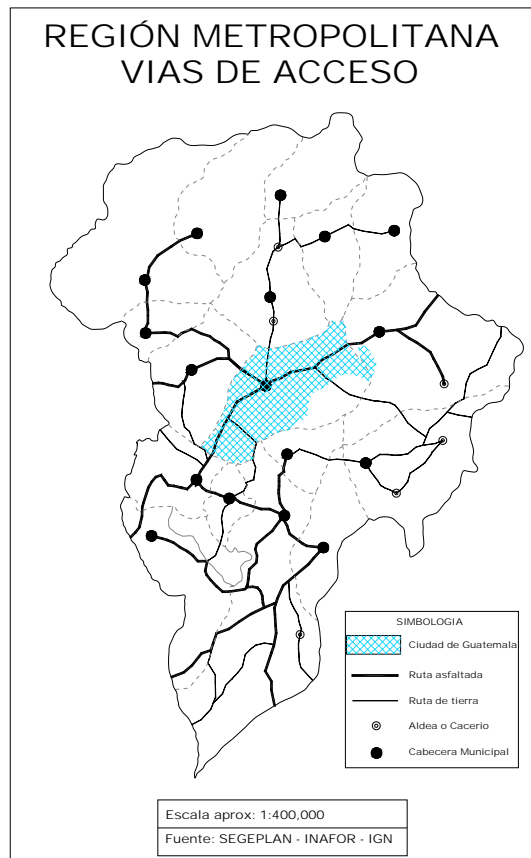 REGIÓN METROPOLITANA
VIAS DE ACCESO
SIMBOLOGIA
Ciudad de Guatemala
Ruta asfaltada
Ruta de tierra
Aldea o Cacerio
Cabecera Municipal
Escala aprox: 1:400,000
Fuente: SEGEPLAN - INAFOR - IGN